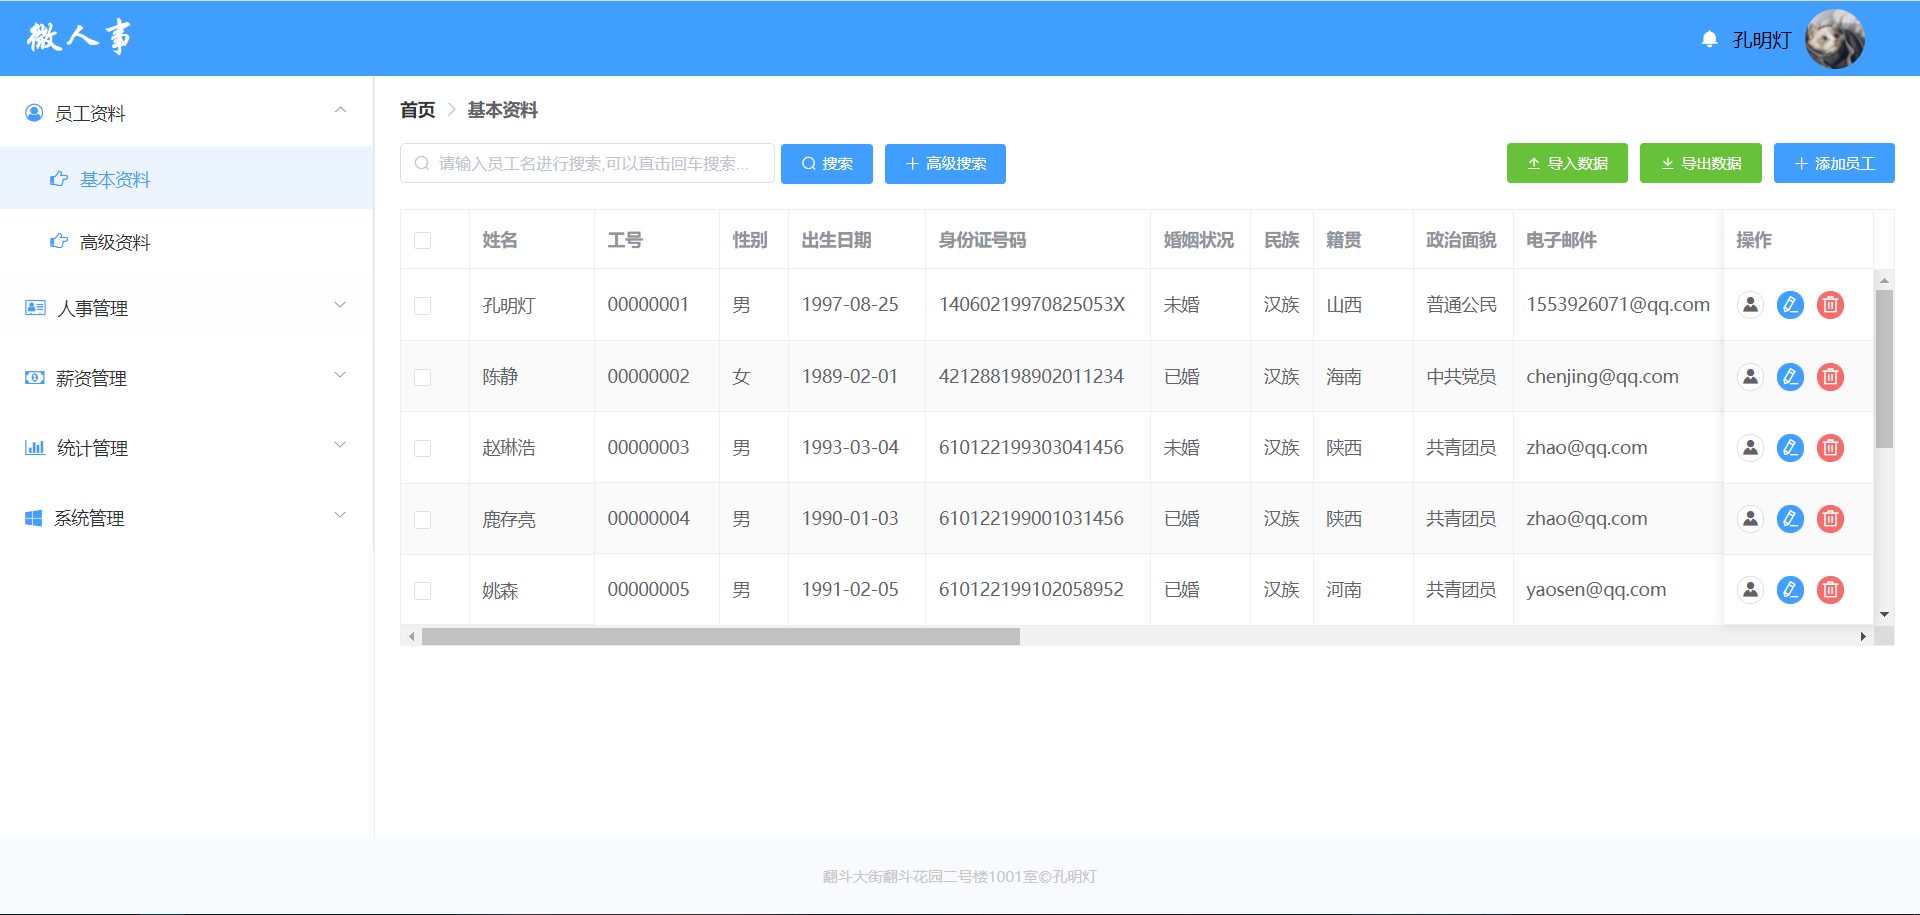 微人事
孔明灯
员工资料
基本资料
高级资料
人事管理
薪资管理
统计管理
系统管理
首页 基本资料
请输入员工名进行搜索,可以直击回车搜索... 搜索 高级搜索 导入数据 导出数据 添加员工
姓名 工号 性别 出生日期 身份证号码 婚姻状况 民族 籍贯 政治面貌 电子邮件 操作
孔明灯 00000001 男 1997-08-25 14060219970825053X 未婚 汉族 山西 普通公民 1553926071@qq.com
陈静 00000002 女 1989-02-01 421288198902011234 已婚 汉族 海南 中共党员 chenjing@qq.com
赵琳浩 00000003 男 1993-03-04 610122199303041456 未婚 汉族 陕西 共青团员 zhao@qq.com
鹿存亮 00000004 男 1990-01-03 610122199001031456 已婚 汉族 陕西 共青团员 zhao@qq.com
姚森 00000005 男 1991-02-05 610122199102058952 已婚 汉族 河南 共青团员 yaosen@qq.com
翻斗大街翻斗花园二号楼1001室©孔明灯